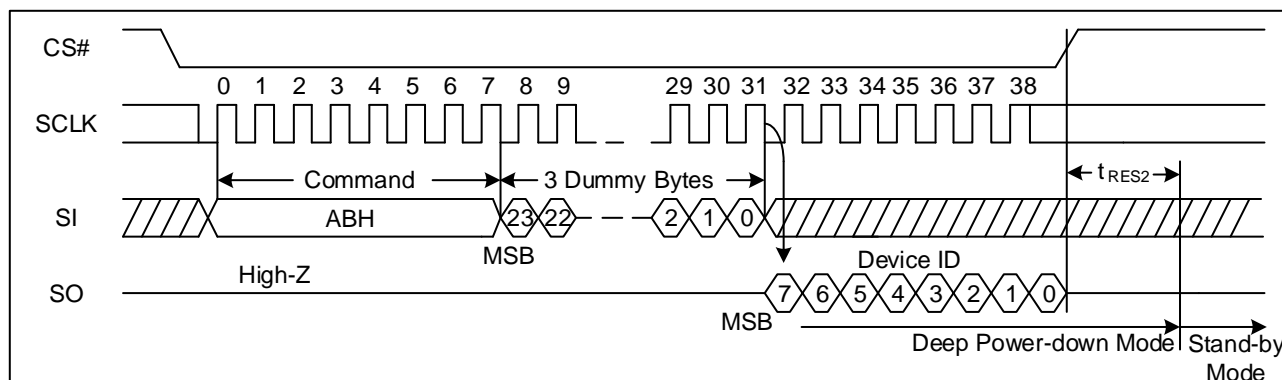 CS#
0 1 2 3 4 5 6 7 8 9 29 30 31 32 33 34 35 36 37 38
SCLK
Command 3 Dummy Bytes tRES2
SI ABH 23 22 2 1 0
MSB
High-Z Device ID
SO 7 6 5 4 3 2 1 0
MSB
Deep Power-down Mode Stand-by
Mode